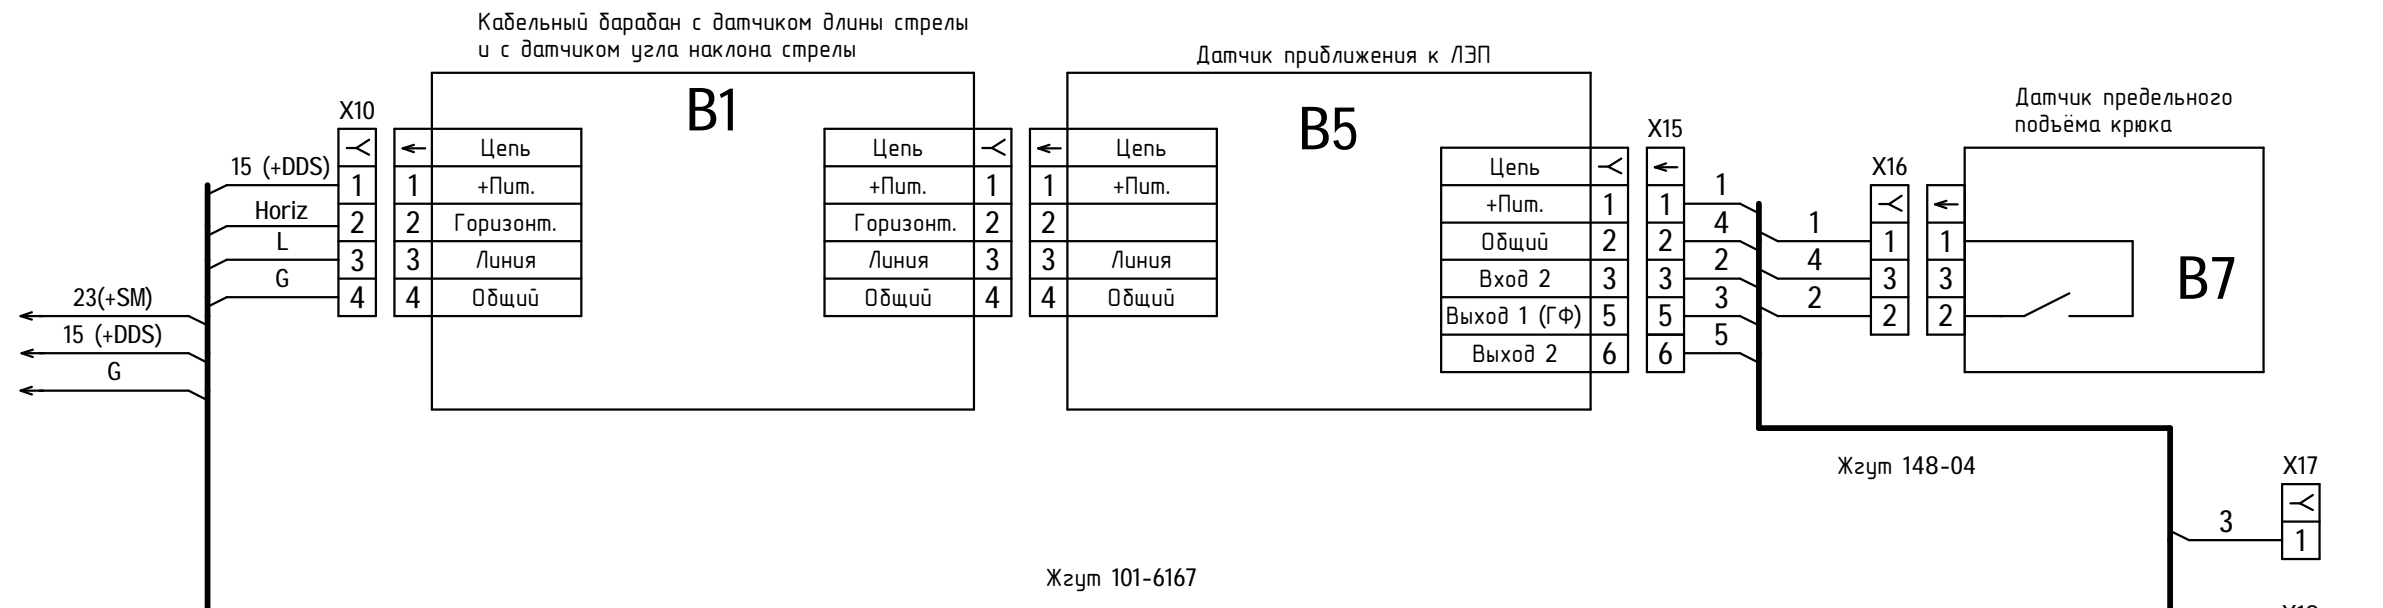 Кабельный барабан с датчиком длины стрелы
и с датчиком угла наклона стрелы
B1
X10
Цепь
1 1 +Пит.
2 2 Горизонт.
3 3 Линия
4 4 Общий
15 (+DDS)
Horiz
L
G
23(+SM)
15 (+DDS)
G
Цепь
+Пит. 1
Горизонт. 2
Линия 3
Общий 4
Датчик приближения к ЛЭП
B5
Цепь
1 +Пит.
2
3 Линия
4 Общий
X15
Цепь
+Пит. 1 1
Общий 2 2
Вход 2 3 3
Выход 1 (ГФ) 5 5
Выход 2 6 6
1
4
2
3
5
Датчик предельного
подъёма крюка
B7
X16
1 1 1
4 3 3
2 2 2
Жгут 148-04
X17
3 1
Жгут 101-6167